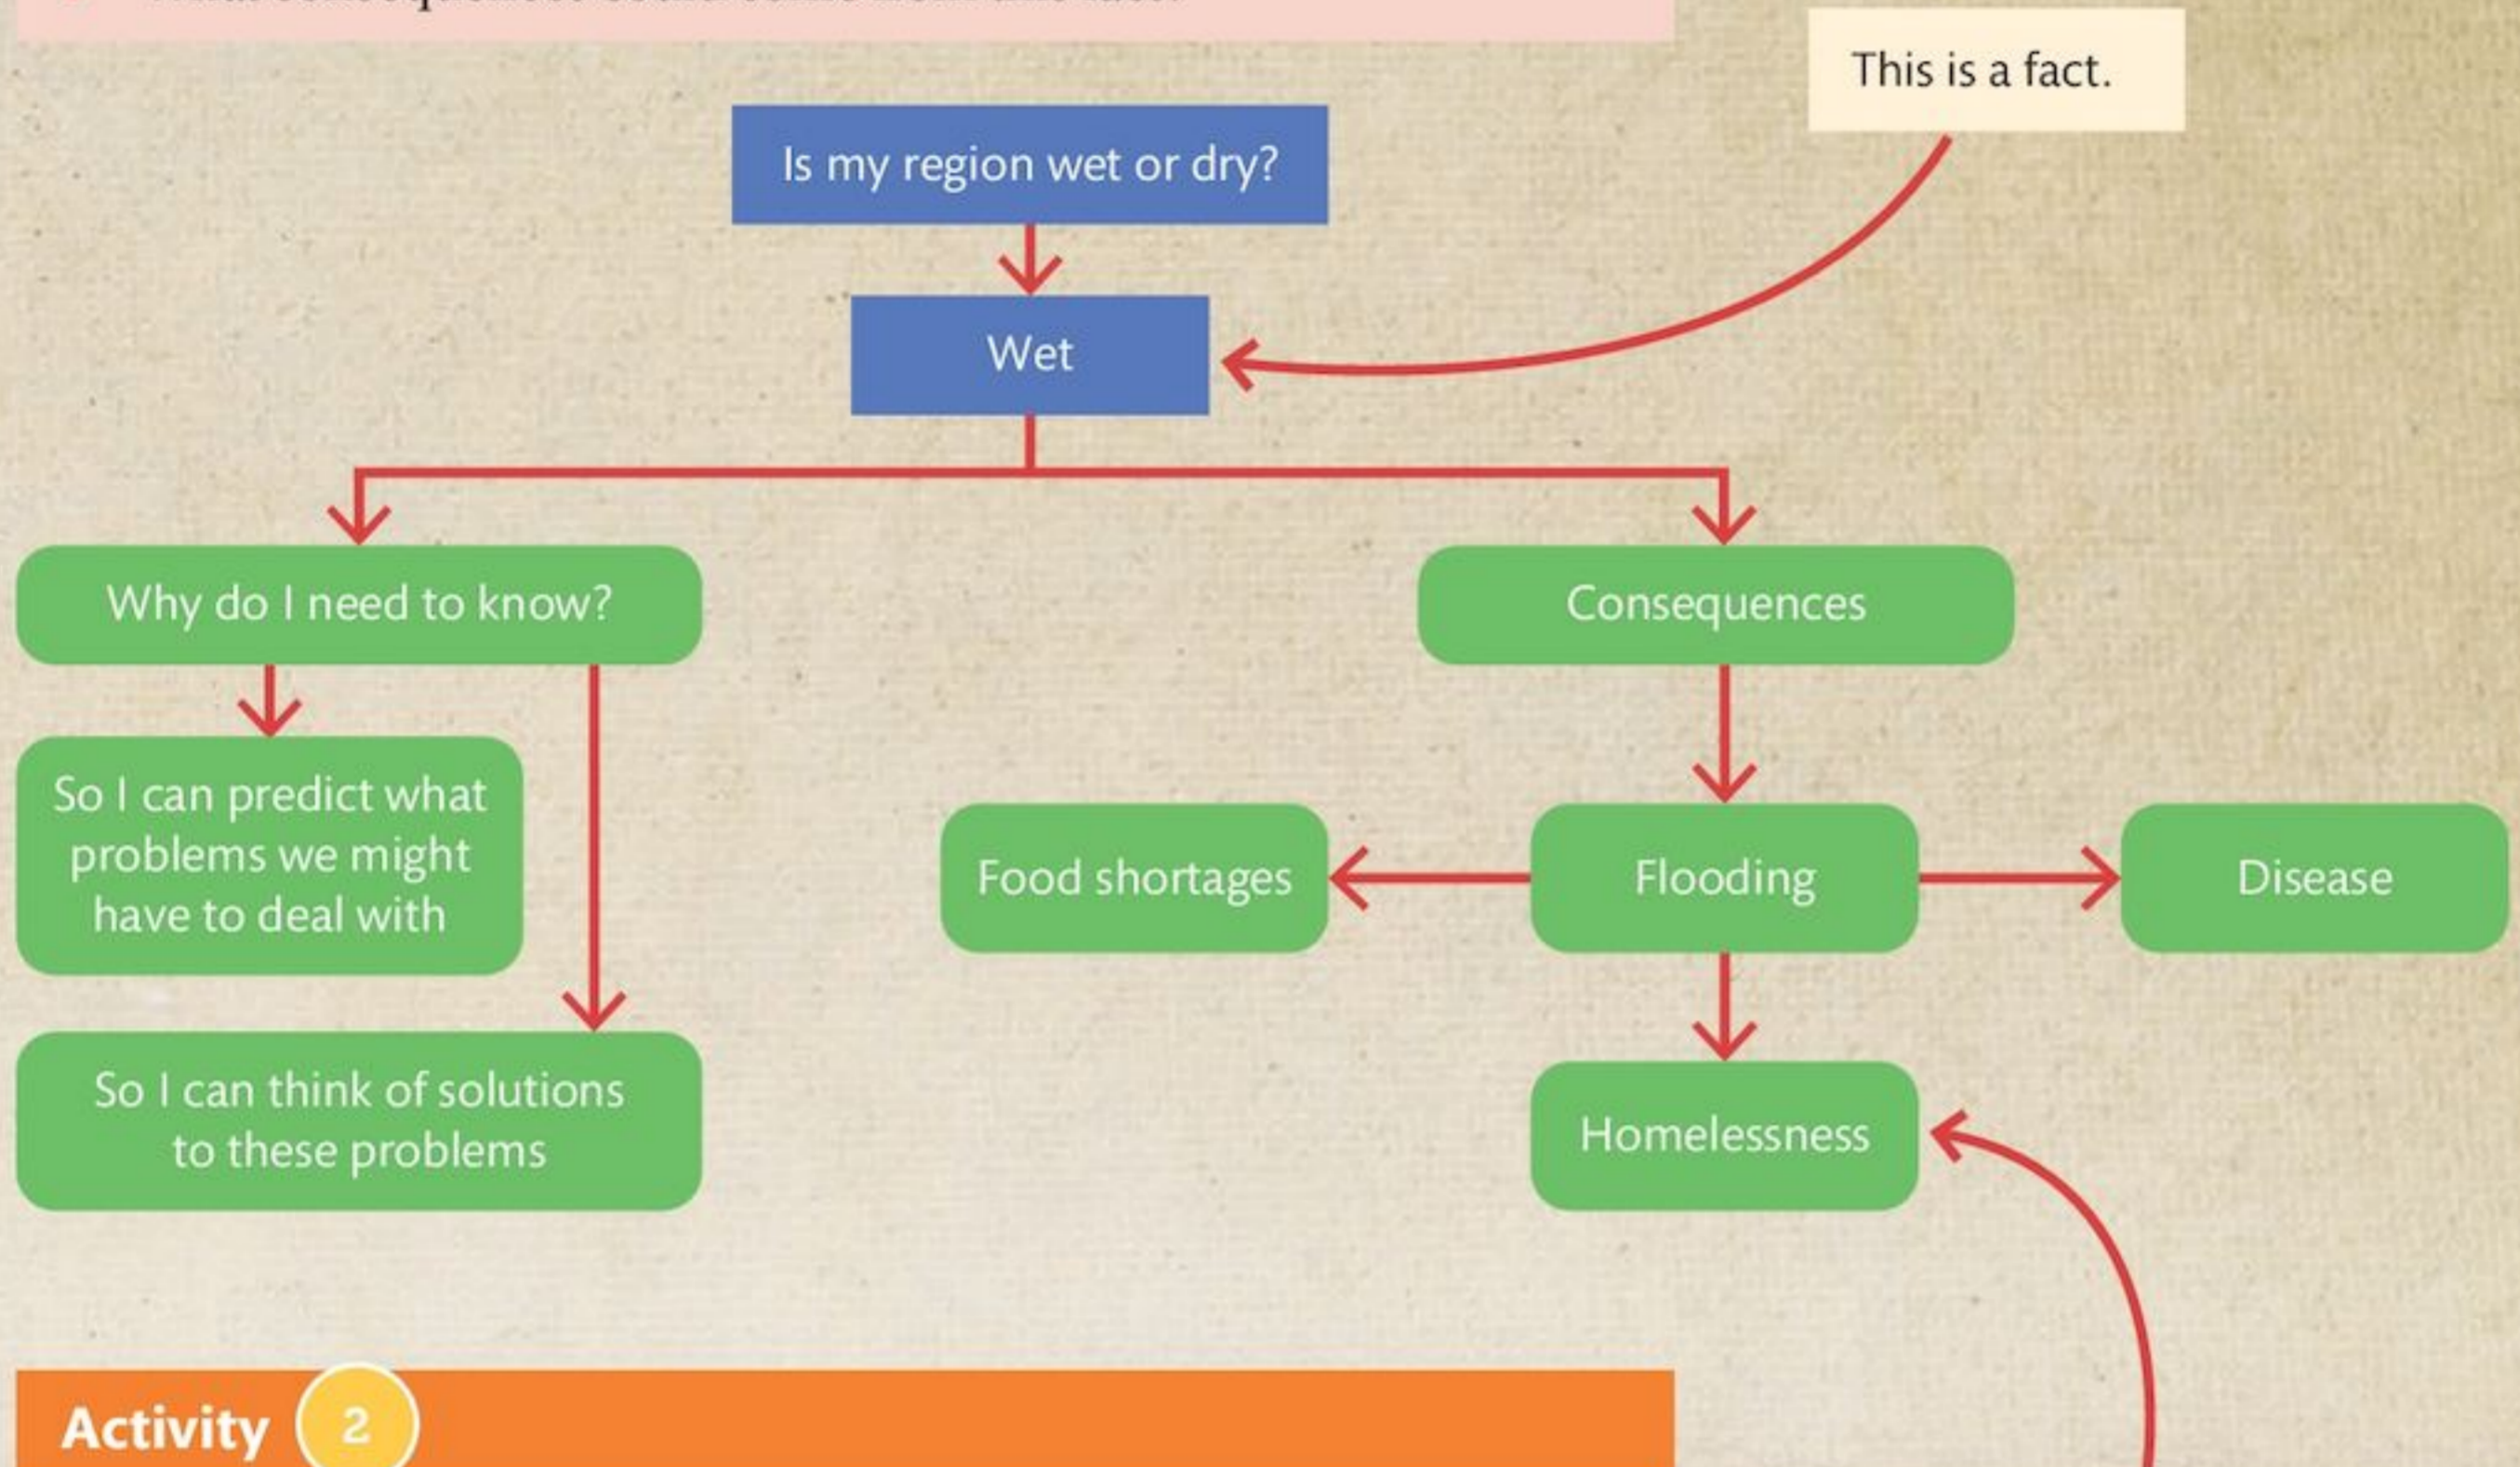 This is a fact.
Is my region wet or dry?
Wet
Why do I need to know?
Consequences
So I can predict what
problems we might
have to deal with
Food shortages
Flooding
Disease
So I can think of solutions
to these problems
Homelessness
Activity 2